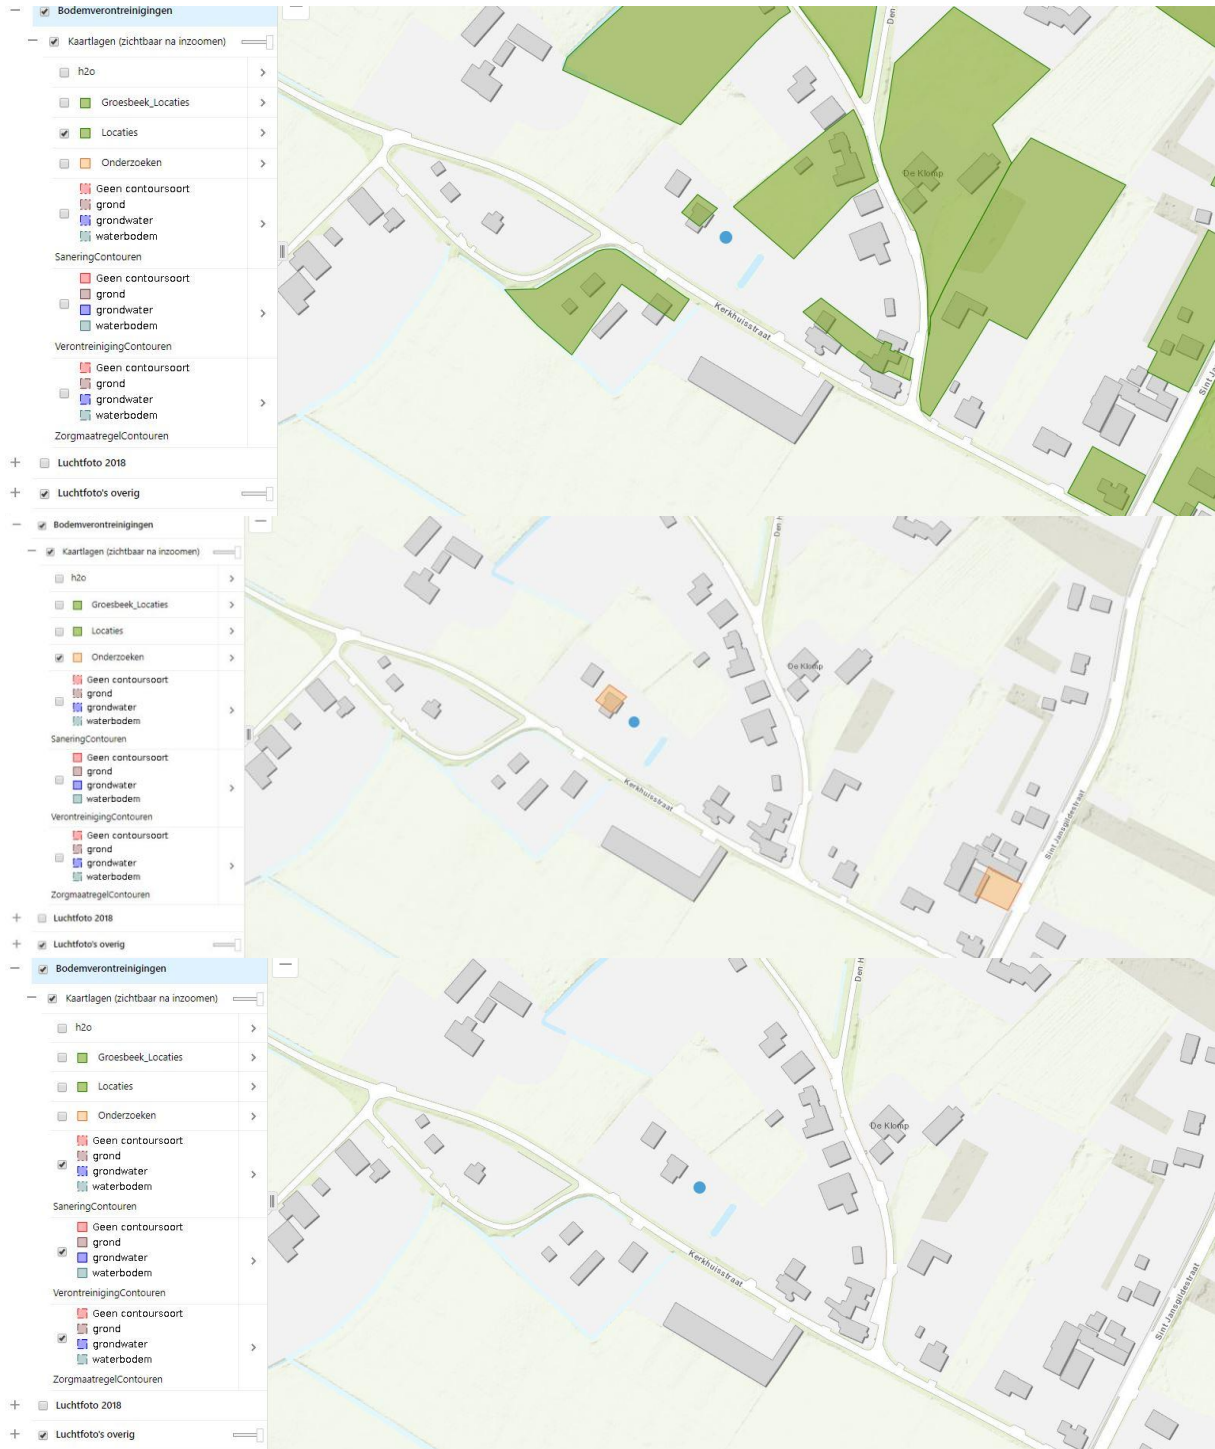 Bodemverontreinigingen
Kaartlagen (zichtbaar na inzoomen)
h2o
Groesbeek_Locaties
Locaties
Onderzoeken
Geen contoursoort
grond
grondwater
waterbodem
SaneringContouren
Geen contoursoort
grond
grondwater
waterbodem
VerontreinigingContouren
Geen contoursoort
grond
grondwater
waterbodem
ZorgmaatregelContouren
Luchtfoto 2018
Luchtfoto's overig
Den
De Klomp
Kerkhuisstraat
Sint Ja
Bodemverontreinigingen
Kaartlagen (zichtbaar na inzoomen)
h2o
Groesbeek_Locaties
Locaties
Onderzoeken
Geen contoursoort
grond
grondwater
waterbodem
SaneringContouren
Geen contoursoort
grond
grondwater
waterbodem
VerontreinigingContouren
Geen contoursoort
grond
grondwater
waterbodem
ZorgmaatregelContouren
Luchtfoto 2018
Luchtfoto's overig
Den H
De Klomp
Kerkhuisstraat
Sint Jansgildestraat
Bodemverontreinigingen
Kaartlagen (zichtbaar na inzoomen)
h2o
Groesbeek_Locaties
Locaties
Onderzoeken
Geen contoursoort
grond
grondwater
waterbodem
SaneringContouren
Geen contoursoort
grond
grondwater
waterbodem
VerontreinigingContouren
Geen contoursoort
grond
grondwater
waterbodem
ZorgmaatregelContouren
Luchtfoto 2018
Luchtfoto's overig
Den H
De Klomp
Kerkhuisstraat
Sint Jansgildestraat